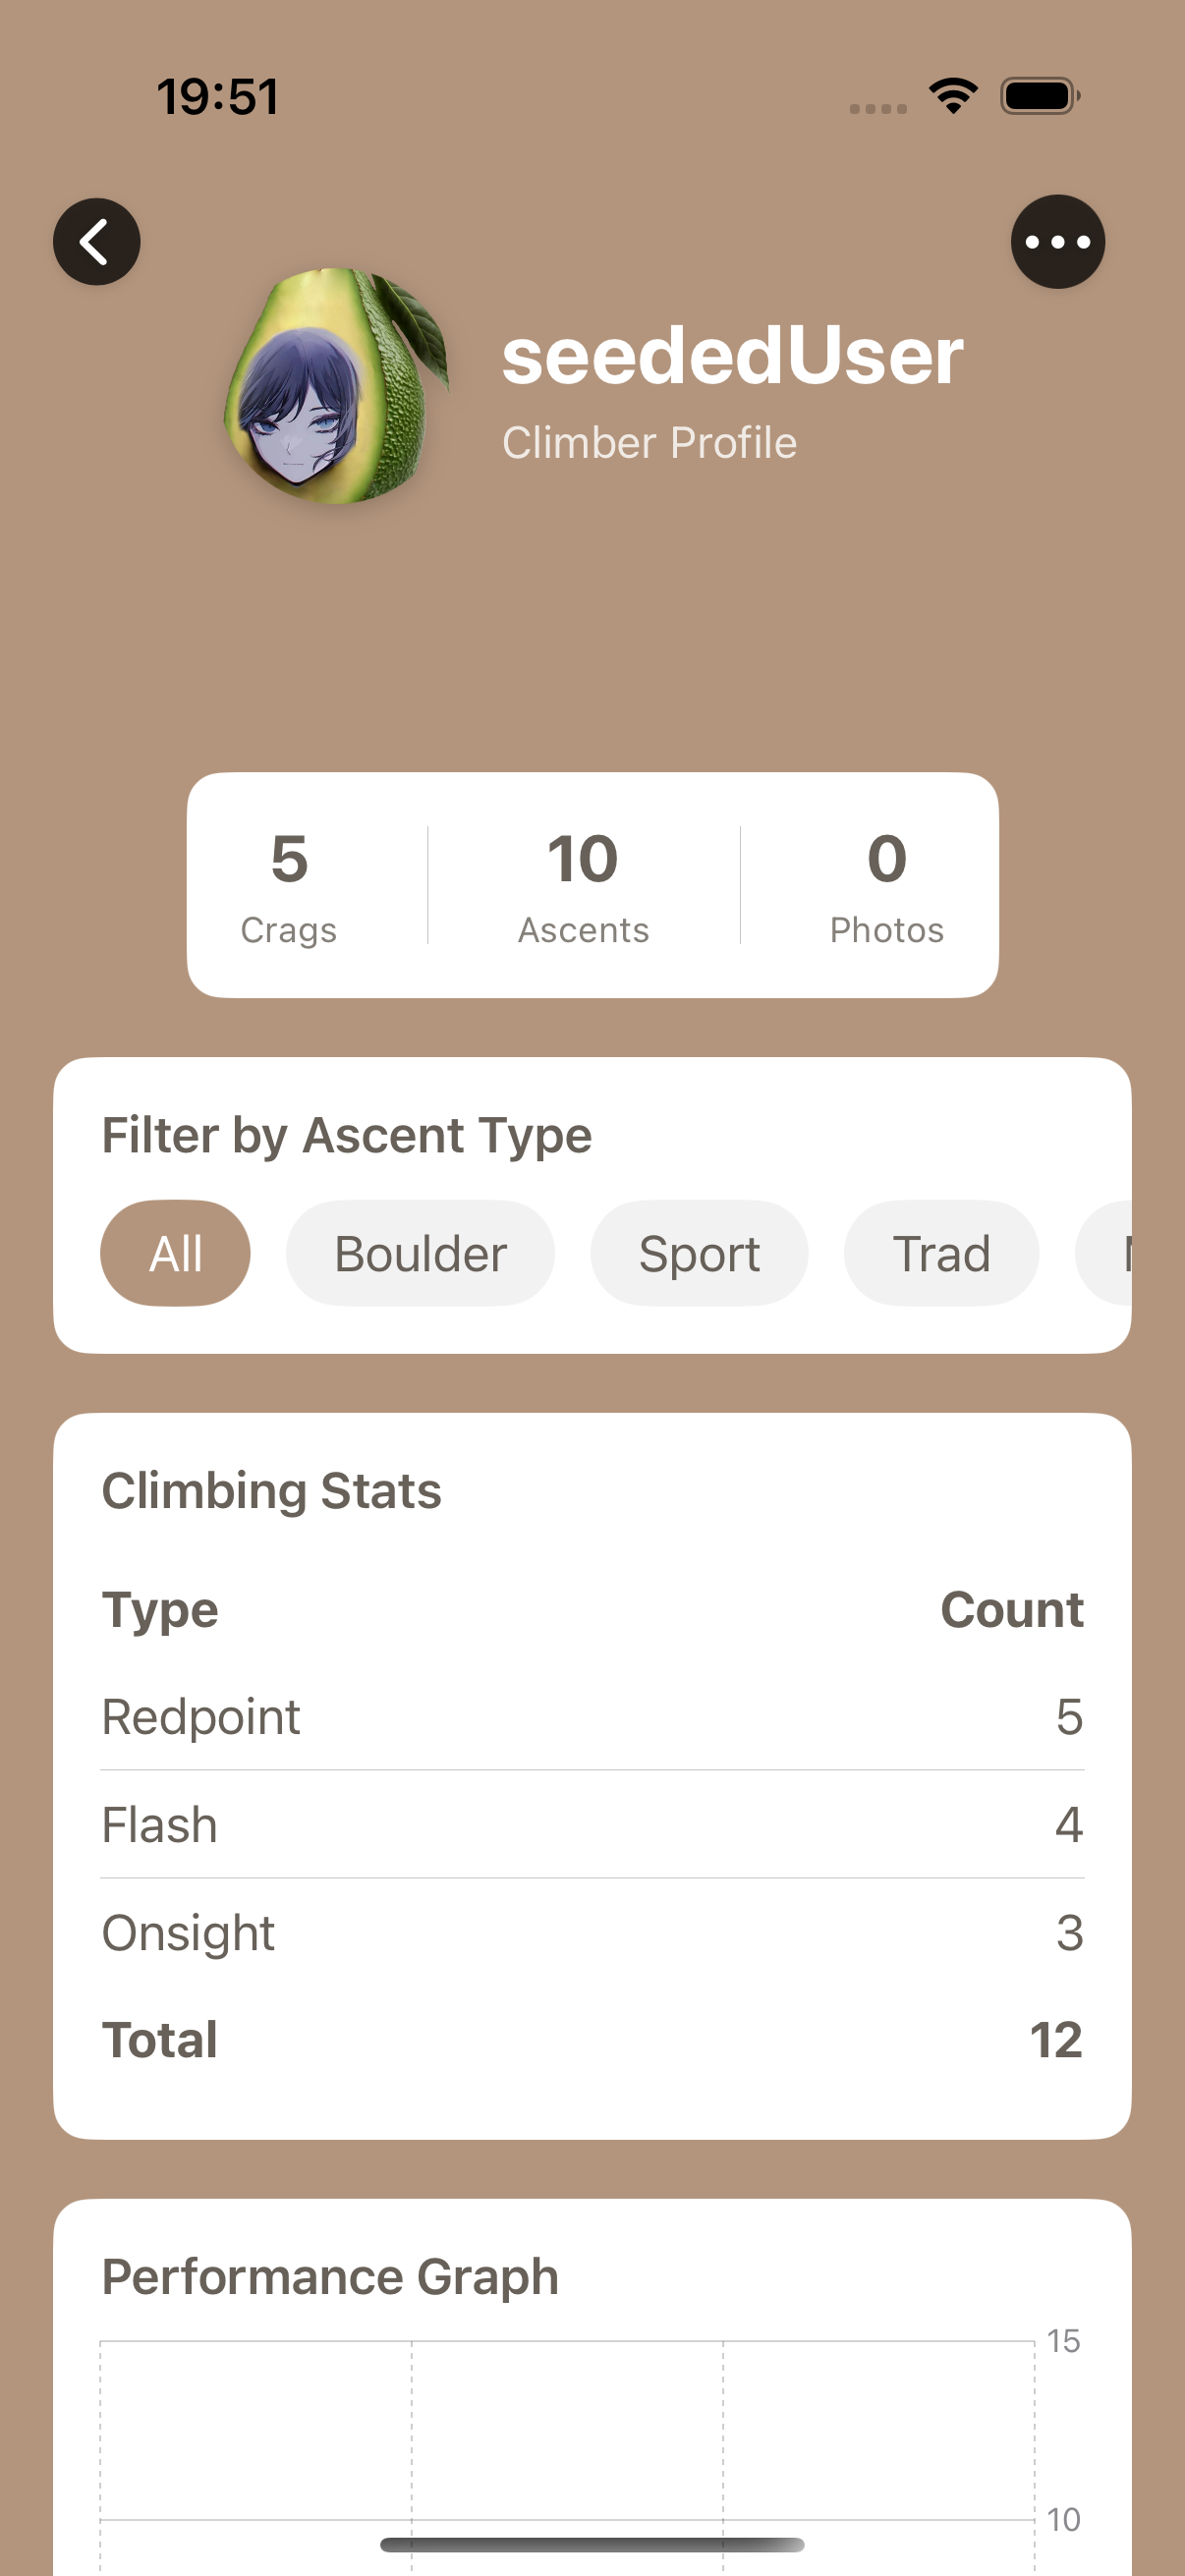 19:51
seededUser
Climber Profile
5 10 0
Crags Ascents Photos
Filter by Ascent Type
All Boulder Sport Trad
Climbing Stats
Type Count
Redpoint 5
Flash 4
Onsight 3
Total 12
Performance Graph
15
10